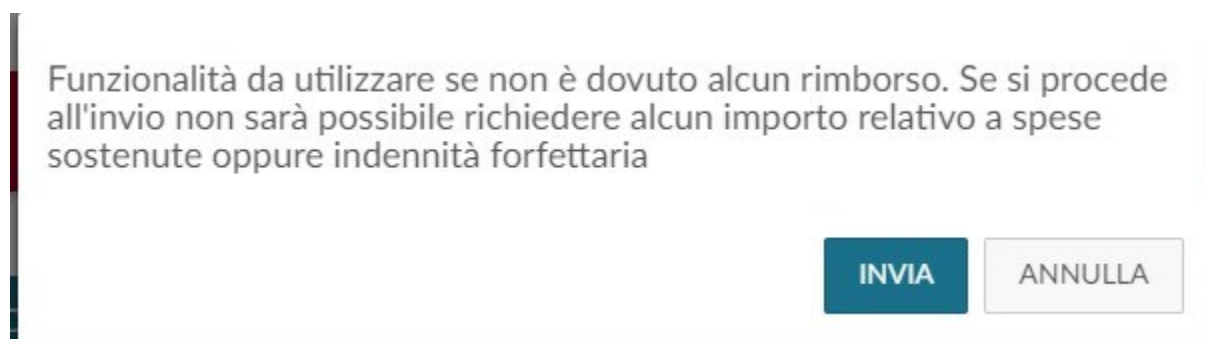 Funzionalità da utilizzare se non è dovuto alcun rimborso. Se si procede
all'invio non sarà possibile richiedere alcun importo relativo a spese
sostenute oppure indennità forfettaria
INVIA ANNULLA